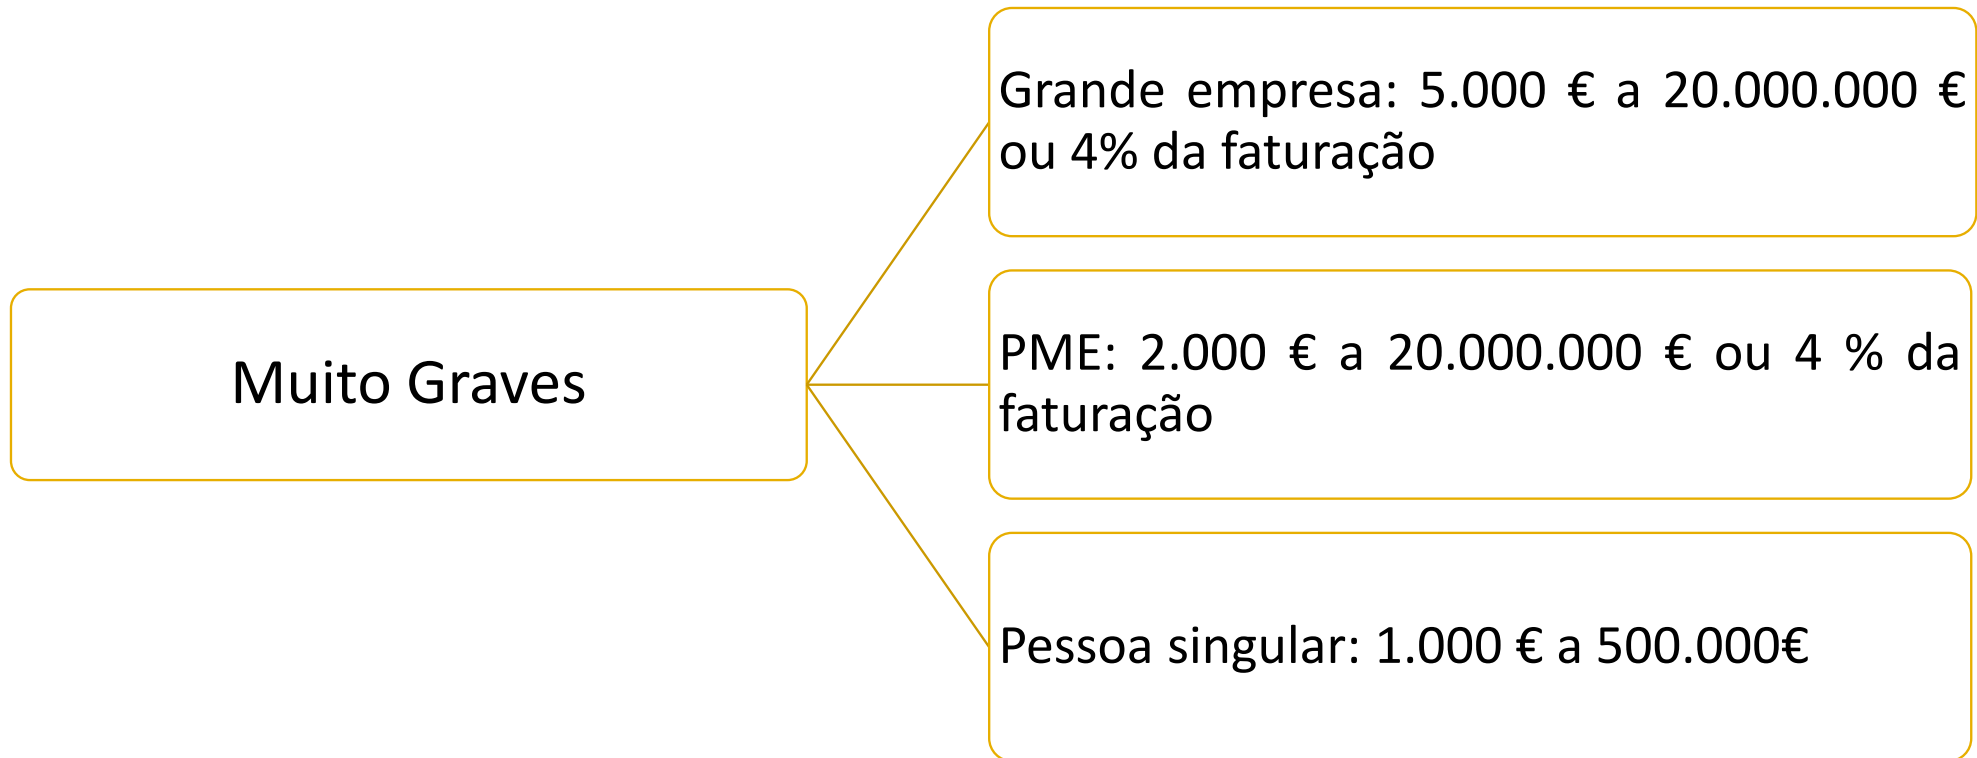 Grande empresa: 5.000 € a 20.000.000 €
ou 4% da faturação
Muito Graves
PME: 2.000 € a 20.000.000 € ou 4 % da
faturação
Pessoa singular: 1.000 € a 500.000€